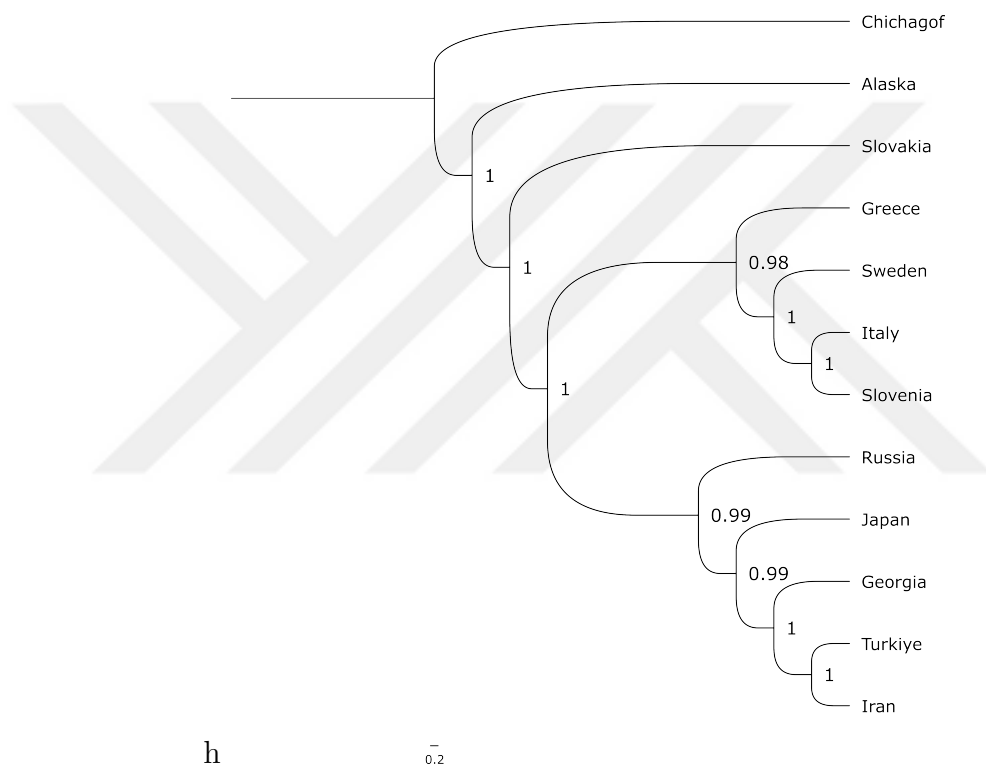 Chichagof
Alaska
1
Slovakia
Greece
1
0.98
Sweden
1
Italy
1
1
Slovenia
Russia
0.99
Japan
0.99
Georgia
1
Turkiye
1
Iran
h
0.2